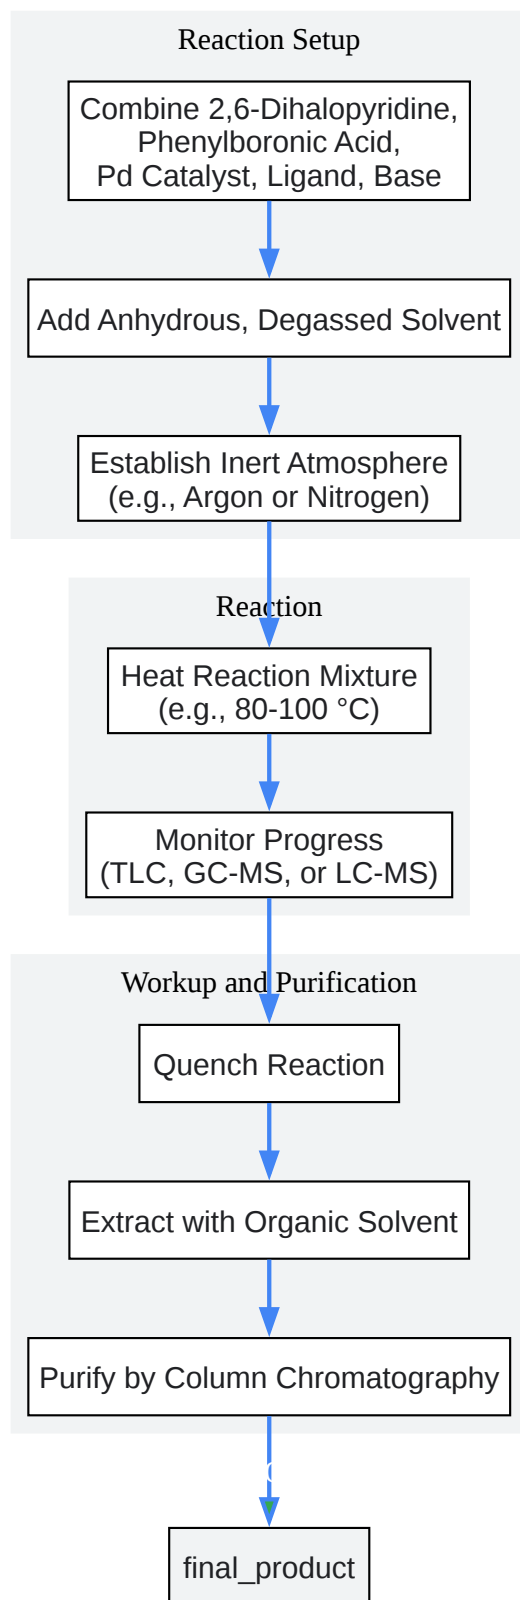 Reaction Setup
Combine 2,6-Dihalopyridine,
Phenylboronic Acid,
Pd Catalyst, Ligand, Base
Add Anhydrous, Degassed Solvent
Establish Inert Atmosphere
(e.g., Argon or Nitrogen)
Reaction
Heat Reaction Mixture
(e.g., 80-100 °C)
Monitor Progress
(TLC, GC-MS, or LC-MS)
Workup and Purification
Quench Reaction
Extract with Organic Solvent
Purify by Column Chromatography
final_product